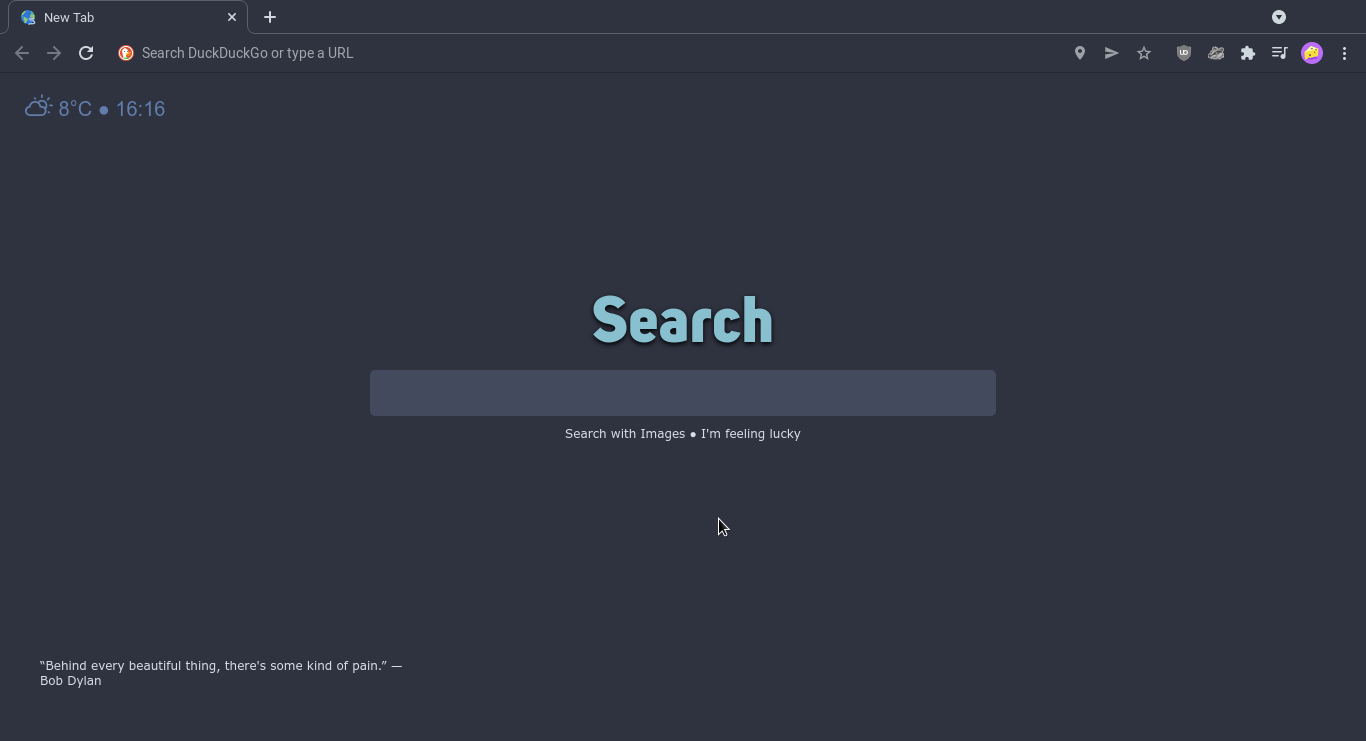 New Tab
Search DuckDuckGo or type a URL
8°C ● 16:16
Search
Search with Images ● I'm feeling lucky
“Behind every beautiful thing, there's some kind of pain.” —
Bob Dylan